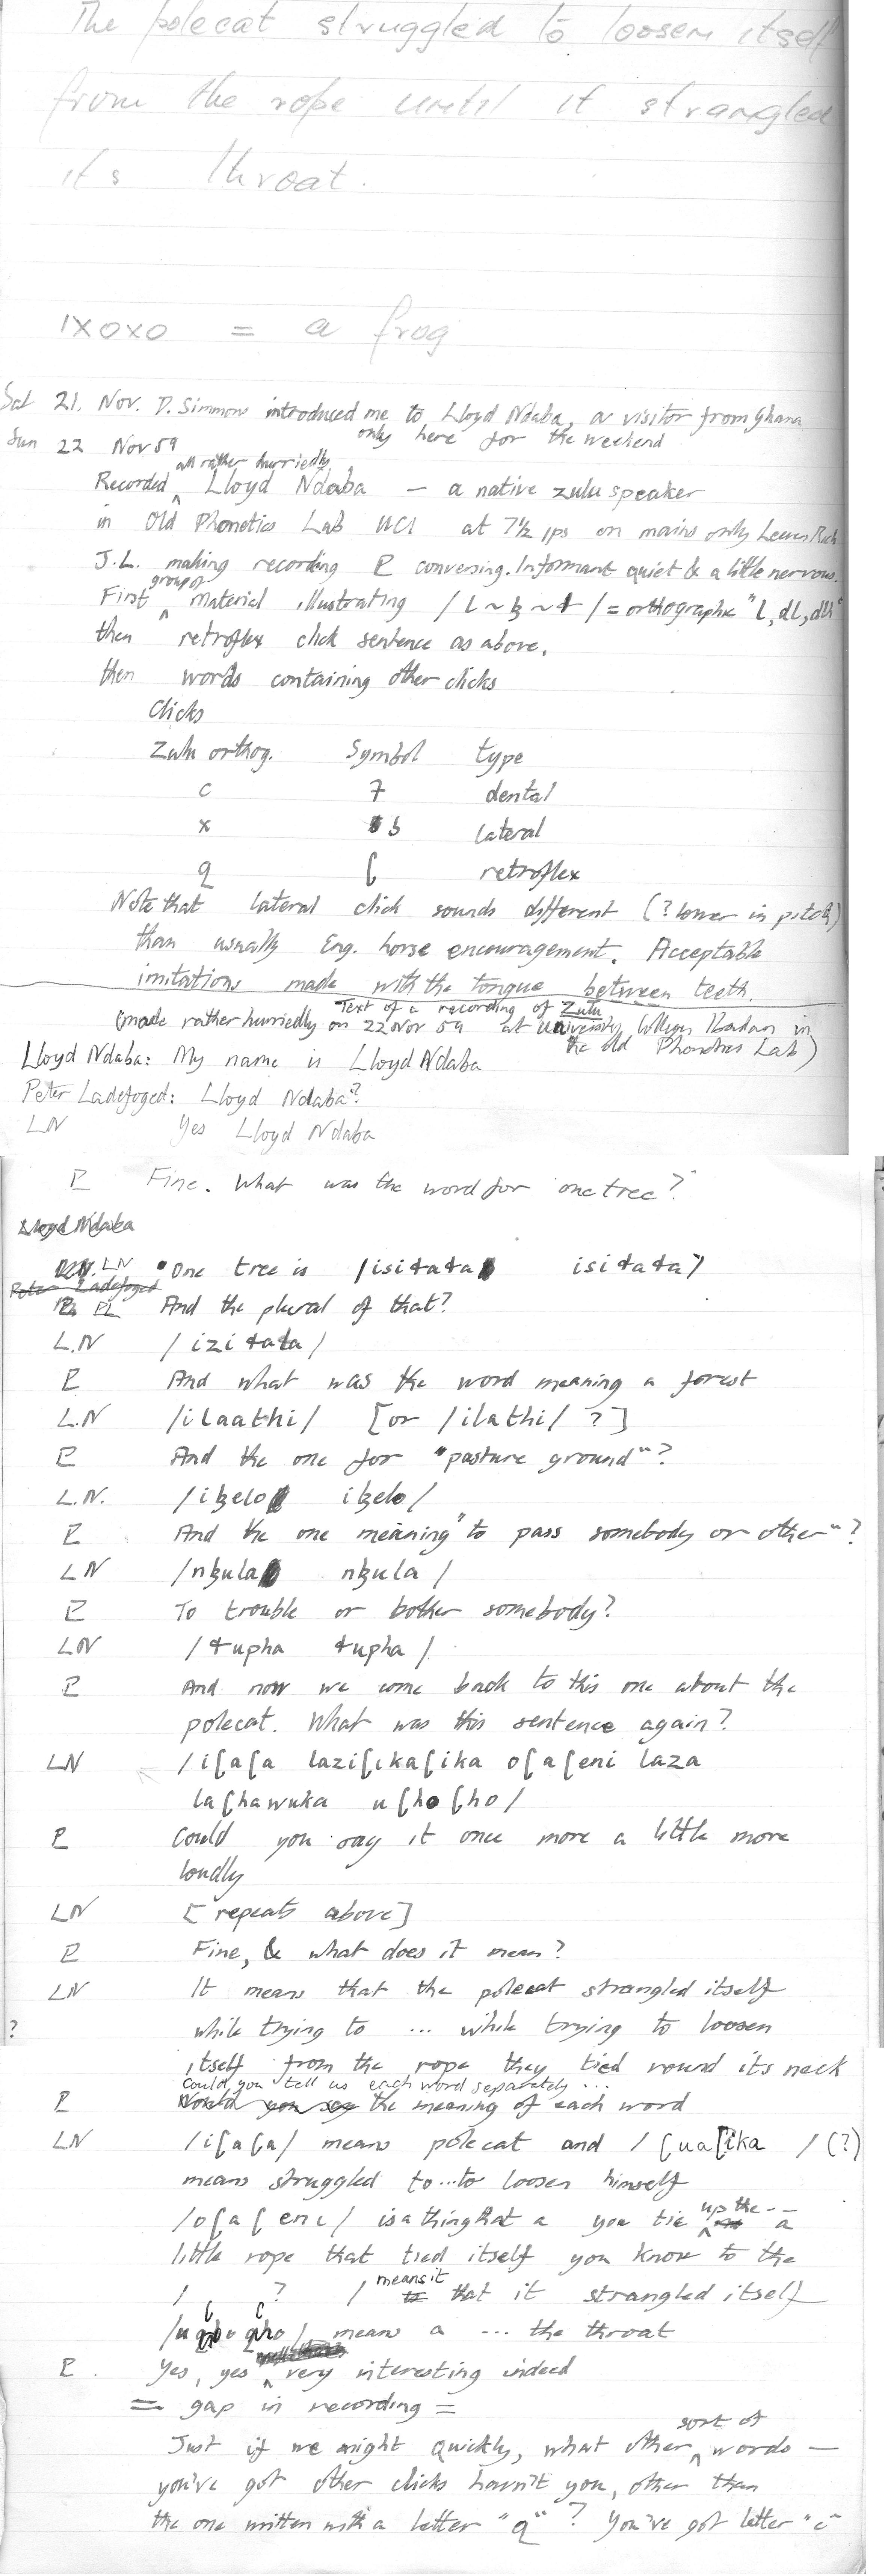 The polecat struggled to loosen itself
from the rope until it strangled
its throat.
ixoxo = a frog
Sat 21. Nov. D. Simmons introduced me to Lloyd Ndaba, a visitor from Ghana
only here for the weekend
Sun 22 Nov 59
all rather hurriedly
Recorded ^ Lloyd Ndaba — a native zulu speaker
in Old Phonetics Lab UCI at 7½ ips on mains only
J.L. making recording P conversing. Informant quiet & a little nervous.
group of
First ^ material illustrating / l ~ ɮ ~ ɬ / = orthographic "l, dl, dlh"
then retroflex click sentence as above,
then words containing other clicks
Clicks
Zulu orthog. Symbol type
c ʇ dental
x ʖ lateral
q ʗ retroflex
Note that lateral click sounds different (? lower in pitch)
than usually Eng. horse encouragement. Acceptable
imitations made with the tongue between teeth.
Text of a recording of Zulu
(made rather hurriedly on 22 Nov 59 at University College Ibadan in
the old Phonetics Lab)
Lloyd Ndaba: My name is Lloyd Ndaba
Peter Ladefoged: Lloyd Ndaba?
LN Yes Lloyd Ndaba
P Fine. What was the word for "one tree"?
Lloyd Ndaba
LN One tree is /isiɬaɬa isiɬaɬa/
Peter Ladefoged
PL And the plural of that?
L.N /iziɬaɬa/
P And what was the word meaning a forest
L.N /ilaathi/ [or /ilathi/ ?]
P And the one for "pasture ground"?
L.N. /iɮelo iɮelo/
P And the one meaning "to pass somebody or other"?
LN /nɮula nɮula/
P To trouble or bother somebody?
LN /ɬupha ɬupha/
P And now we come back to this one about the
polecat. What was this sentence again?
LN /iʗaʗa laziʗikaʗika oʗaʗeni laza
laʗhawuka uʗhoʗho/
P Could you say it once more a little more
loudly
LN [repeats above]
P Fine, & what does it mean?
LN It means that the polecat strangled itself
? while trying to ... while trying to loosen
itself from the rope they tied round its neck
Could you tell us each word separately ...
P Would you say the meaning of each word
LN /iʗaʗa/ means polecat and /ʗuaʗika /(?)
means struggled to...to loosen himself
/oʗaʗeni/ is a thing that a you tie ^ up the -- a
little rope that tied itself you know to the
/ ? / means it that it strangled itself
/uʗhoʗho/ means a ... the throat
P. Yes, yes ^ very interesting indeed
= gap in recording =
sort of
Just if we might quickly, what other ^ words —
you've got other clicks haven't you, other than
the one written with a letter "q"? You've got letter "c"